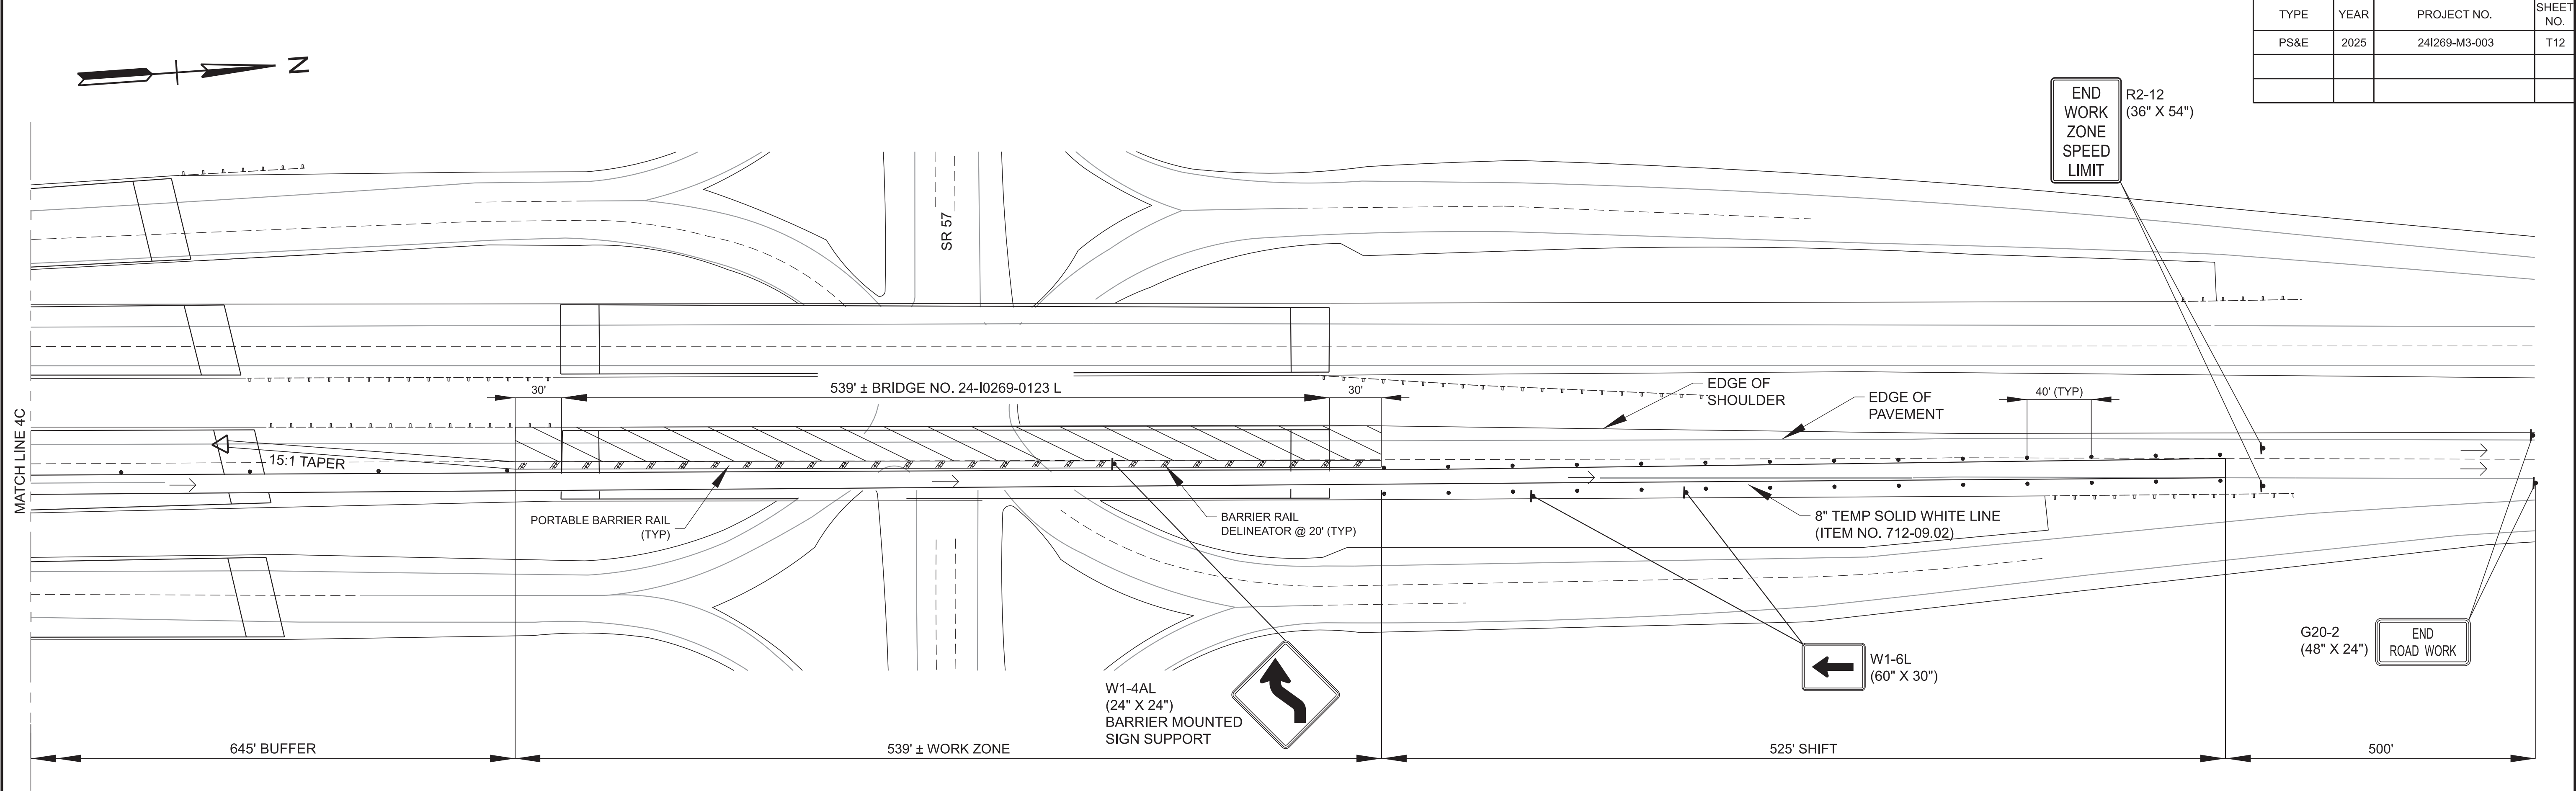 TYPE YEAR PROJECT NO. SHEET
NO.
PS&E 2025 24I269-M3-003 T12
N
END
WORK
ZONE
SPEED
LIMIT
R2-12
(36" X 54")
SR 57
MATCH LINE 4C
30'
539' ± BRIDGE NO. 24-I0269-0123 L
30'
EDGE OF
SHOULDER
EDGE OF
PAVEMENT
40' (TYP)
15:1 TAPER
PORTABLE BARRIER RAIL
(TYP)
BARRIER RAIL
DELINEATOR @ 20' (TYP)
8" TEMP SOLID WHITE LINE
(ITEM NO. 712-09.02)
W1-4AL
(24" X 24")
BARRIER MOUNTED
SIGN SUPPORT
W1-6L
(60" X 30")
G20-2
(48" X 24")
END
ROAD WORK
645' BUFFER
539' ± WORK ZONE
525' SHIFT
500'